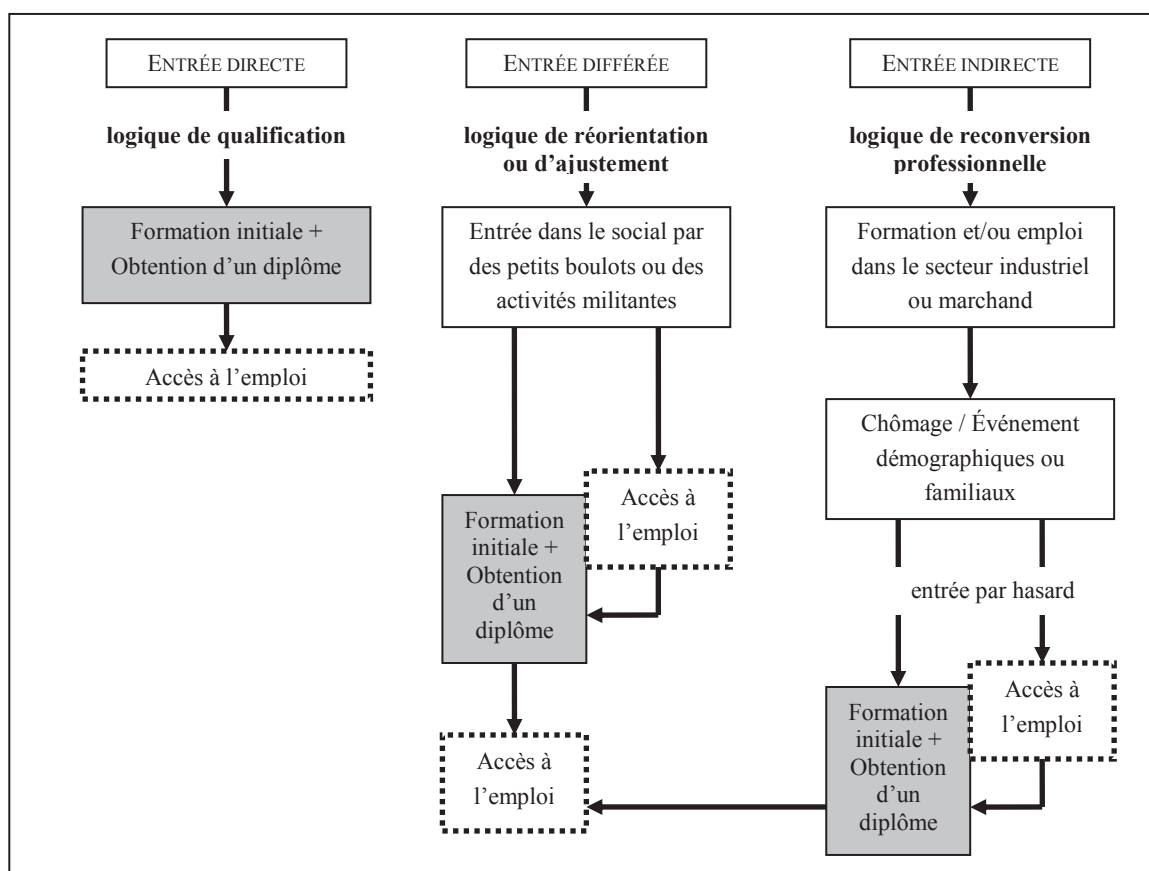 ENTRÉE DIRECTE
logique de qualification
Formation initiale +
Obtention d'un diplôme
Accès à l'emploi
ENTRÉE DIFFÉRÉE
logique de réorientation
ou d'ajustement
Entrée dans le social par
des petits boulots ou des
activités militantes
Accès à
l'emploi
Formation
initiale +
Obtention
d'un
diplôme
Accès à
l'emploi
ENTRÉE INDIRECTE
logique de reconversion
professionnelle
Formation et/ou emploi
dans le secteur industriel
ou marchand
Chômage / Événement
démographiques ou
familiaux
entrée par hasard
Accès à
l'emploi
Formation
initiale +
Obtention
d'un
diplôme